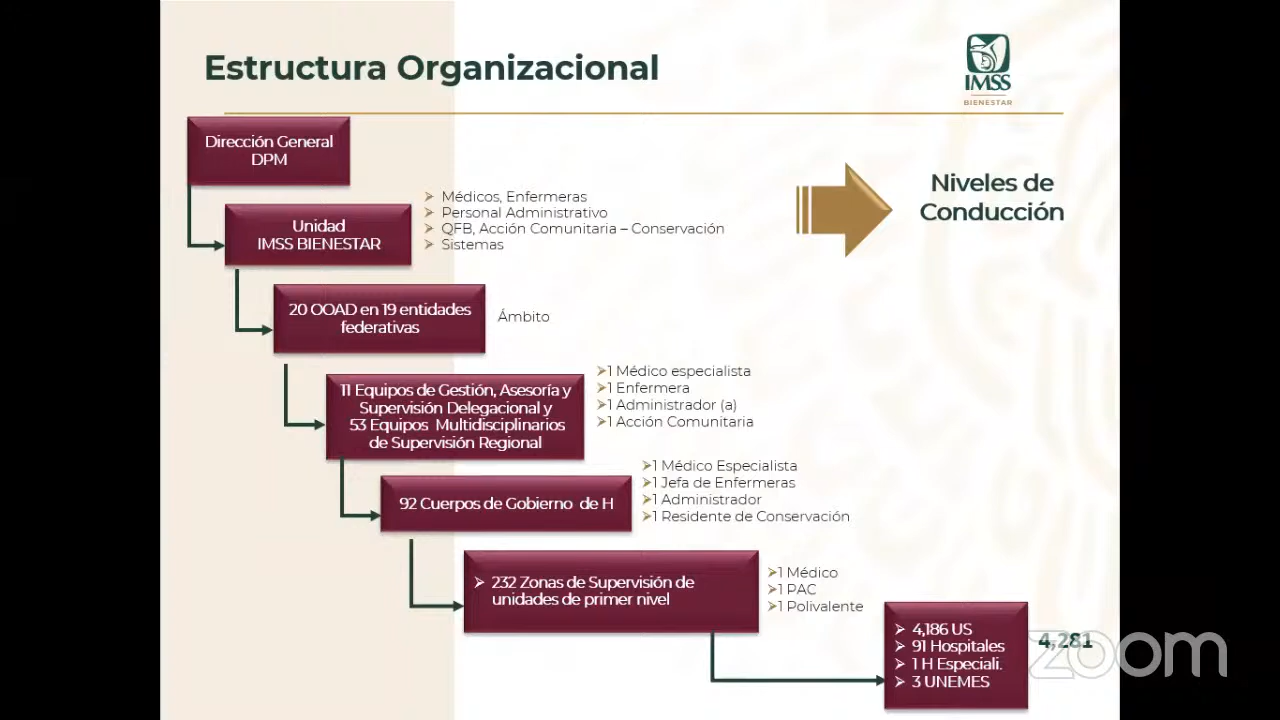 Estructura Organizacional
IMSS
BIENESTAR
Dirección General
DPM
Niveles de
Conducción
Unidad
IMSS BIENESTAR
Médicos, Enfermeras
Personal Administrativo
QFB, Acción Comunitaria – Conservación
Sistemas
20 OOAD en 19 entidades
federativas
Ámbito
11 Equipos de Gestión, Asesoría y
Supervisión Delegacional y
53 Equipos Multidisciplinarios
de Supervisión Regional
1 Médico especialista
1 Enfermera
1 Administrador (a)
1 Acción Comunitaria
92 Cuerpos de Gobierno de H
1 Médico Especialista
1 Jefa de Enfermeras
1 Administrador
1 Residente de Conservación
232 Zonas de Supervisión de
unidades de primer nivel
1 Médico
1 PAC
1 Polivalente
4,186 US
91 Hospitales
1 H Especiali.
3 UNEMES
4,281
zoom